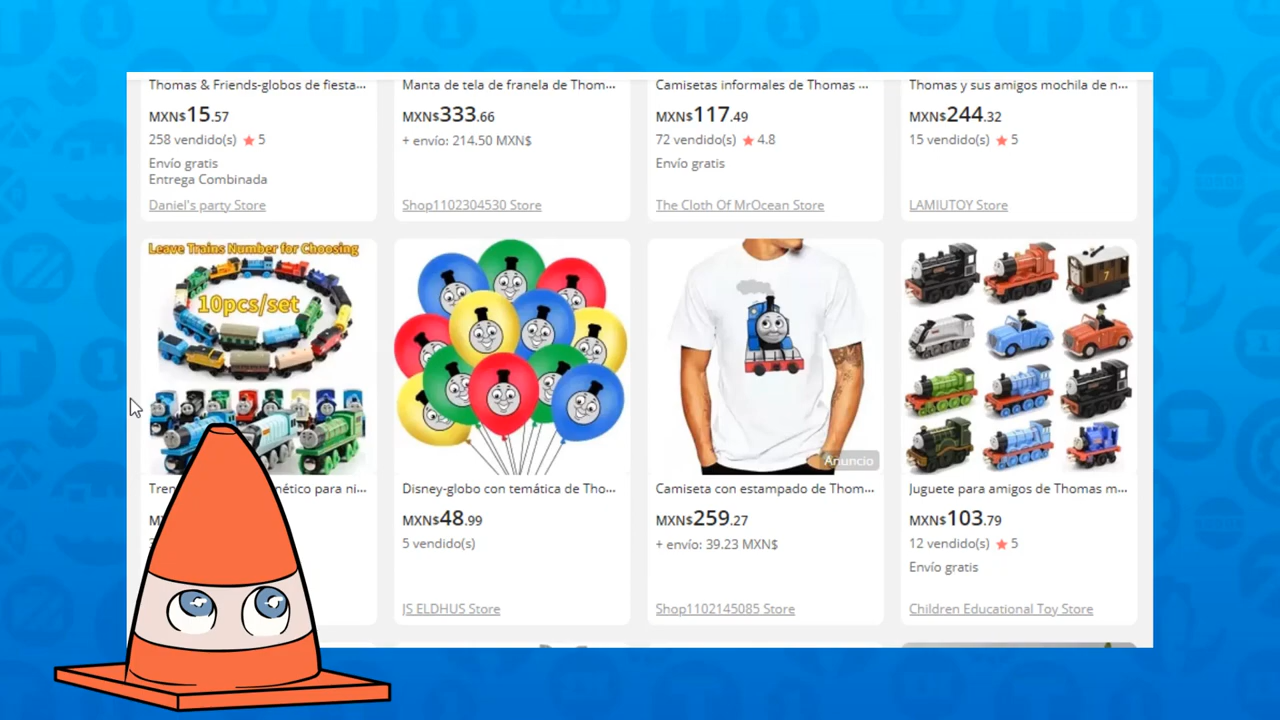 Thomas & Friends-globos de fiesta...
MXN$15.57
258 vendido(s) ★ 5
Envío gratis
Entrega Combinada
Daniel's party Store
Manta de tela de franela de Thom...
MXN$333.66
+ envío: 214.50 MXN$
Shop1102304530 Store
Camisetas informales de Thomas ...
MXN$117.49
72 vendido(s) ★ 4.8
Envío gratis
The Cloth Of MrOcean Store
Thomas y sus amigos mochila de n...
MXN$244.32
15 vendido(s) ★ 5
LAMIUTOY Store
Leave Trains Number for Choosing
10pcs/set
nético para ni...
Disney-globo con temática de Tho...
MXN$48.99
5 vendido(s)
JS ELDHUS Store
Anuncio
Camiseta con estampado de Thom...
MXN$259.27
+ envío: 39.23 MXN$
Shop1102145085 Store
7
Juguete para amigos de Thomas m...
MXN$103.79
12 vendido(s) ★ 5
Envío gratis
Children Educational Toy Store